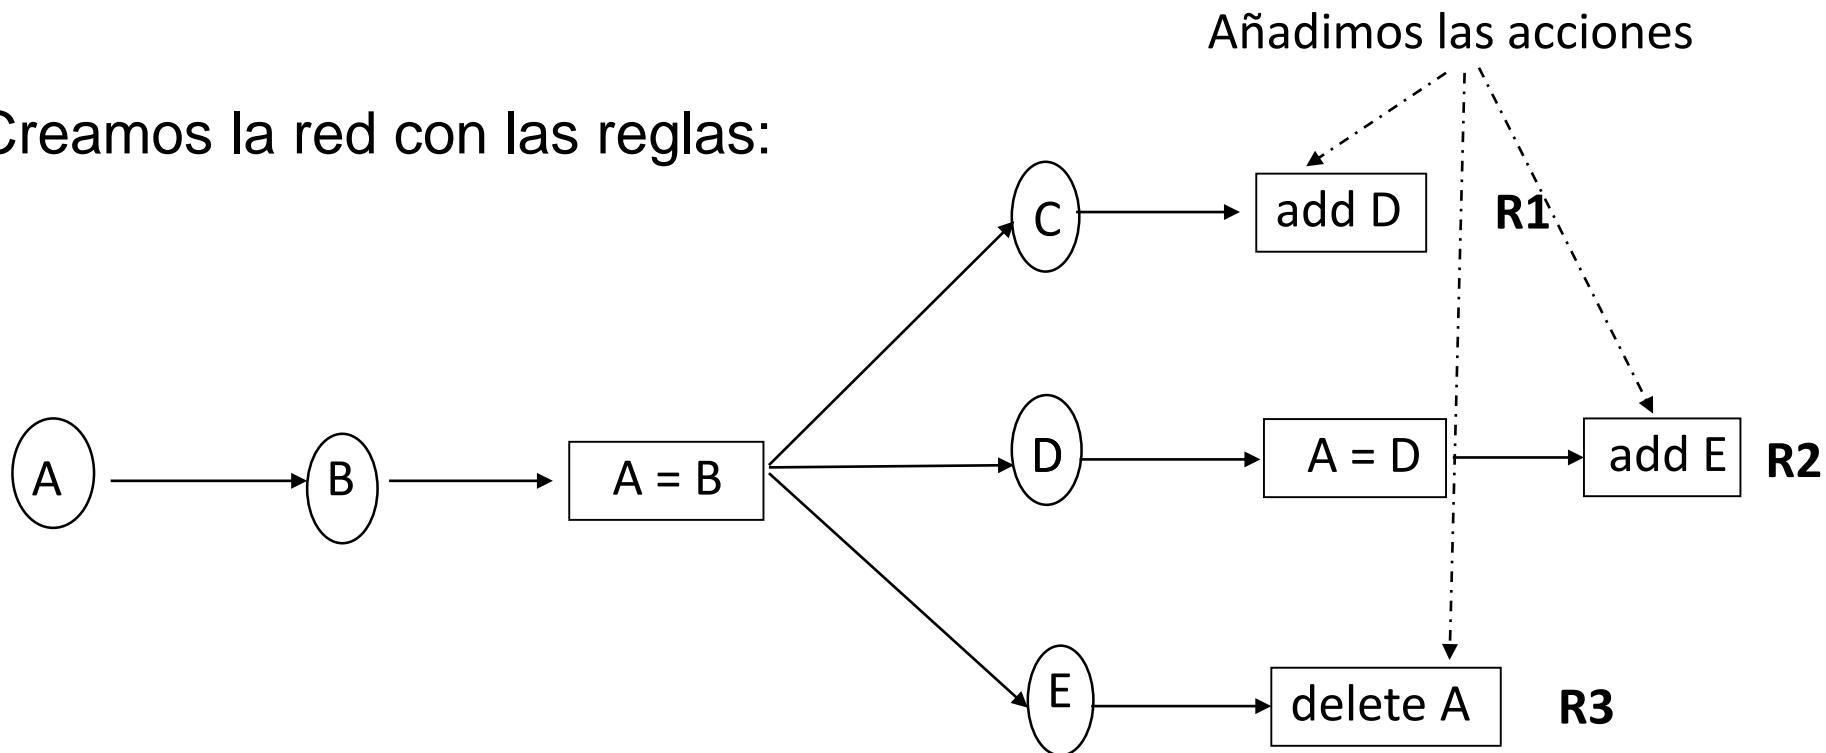 Añadimos las acciones
Creamos la red con las reglas:
C
add D
R1
A
B
A = B
D
A = D
add E
R2
E
delete A
R3